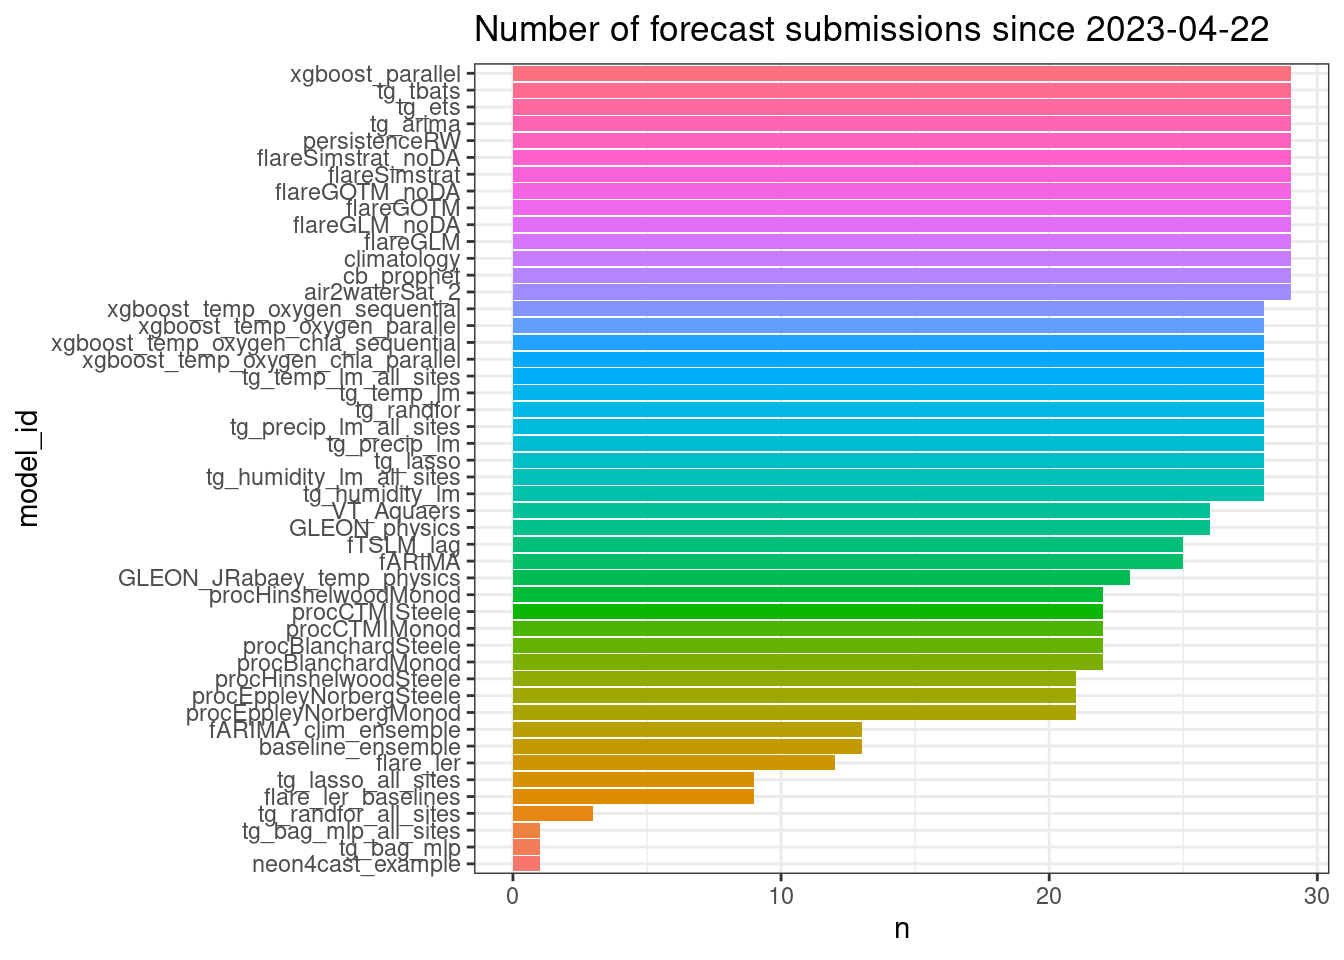 Number of forecast submissions since 2023-04-22
xgboost_parallel
tg_tbats
tg_ets
tg_arima
persistenceRW
flareSimstrat_noDA
flareSimstrat
flareGOTM_noDA
flareGOTM
flareGLM_noDA
flareGLM
climatology
cb_prophet
air2waterSat_2
xgboost_temp_oxygen_sequential
xgboost_temp_oxygen_parallel
xgboost_temp_oxygen_chla_sequential
xgboost_temp_oxygen_chla_parallel
tg_temp_lm_all_sites
tg_temp_lm
tg_randfor
tg_precip_lm_all_sites
tg_precip_lm
tg_lasso
tg_humidity_lm_all_sites
tg_humidity_lm
VT_Aquaers
GLEON_physics
fTSLM_lag
fARIMA
GLEON_JRabaey_temp_physics
procHinshelwoodMonod
procCTMISteele
procCTMIMonod
procBlanchardSteele
procBlanchardMonod
procHinshelwoodSteele
procEppleyNorbergSteele
procEppleyNorbergMonod
fARIMA_clim_ensemble
baseline_ensemble
flare_ler
tg_lasso_all_sites
flare_ler_baselines
tg_randfor_all_sites
tg_bag_mlp_all_sites
tg_bag_mlp
neon4cast_example
model_id
0 10 20 30
n